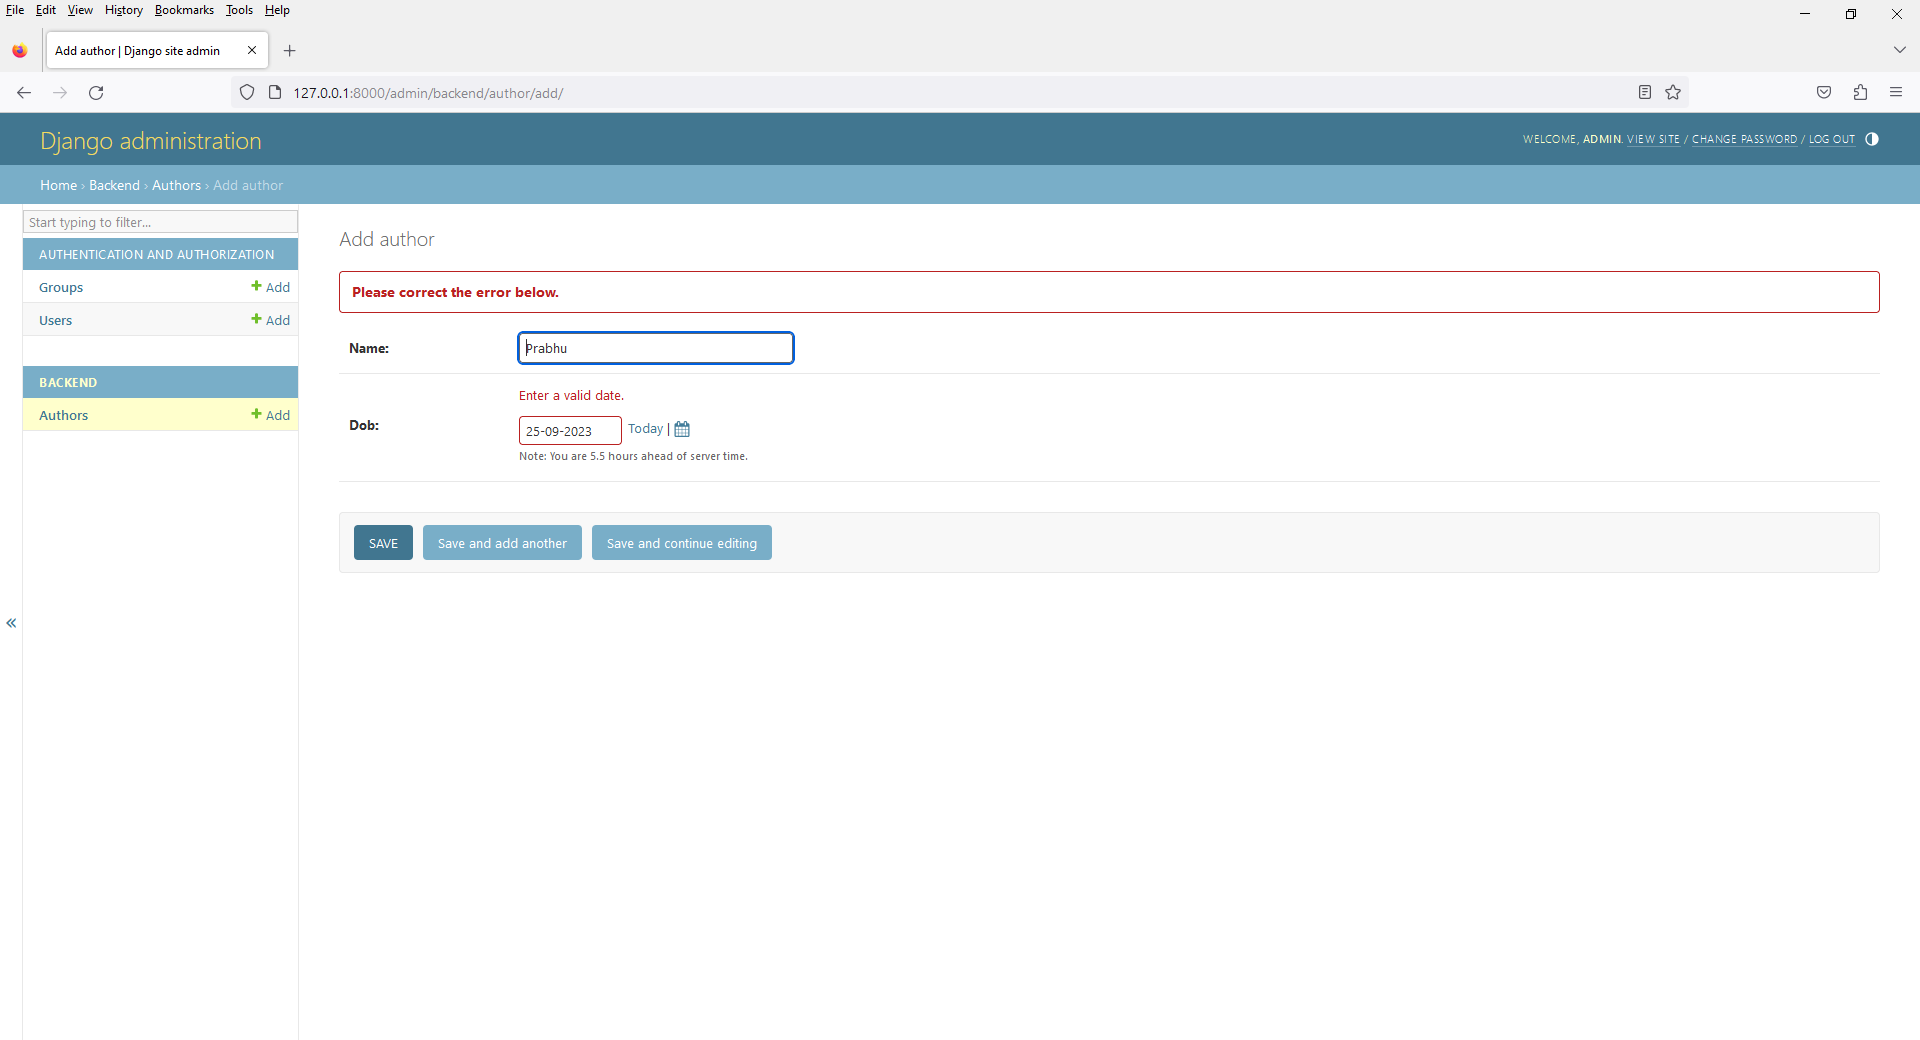 File Edit View History Bookmarks Tools Help
Add author | Django site admin
127.0.0.1:8000/admin/backend/author/add/
Django administration
WELCOME, ADMIN. VIEW SITE / CHANGE PASSWORD / LOG OUT
Home › Backend › Authors › Add author
Start typing to filter...
AUTHENTICATION AND AUTHORIZATION
Groups Add
Users Add
BACKEND
Authors Add
Add author
Please correct the error below.
Name: Prabhu
Enter a valid date.
Dob: 25-09-2023 Today |
Note: You are 5.5 hours ahead of server time.
SAVE Save and add another Save and continue editing